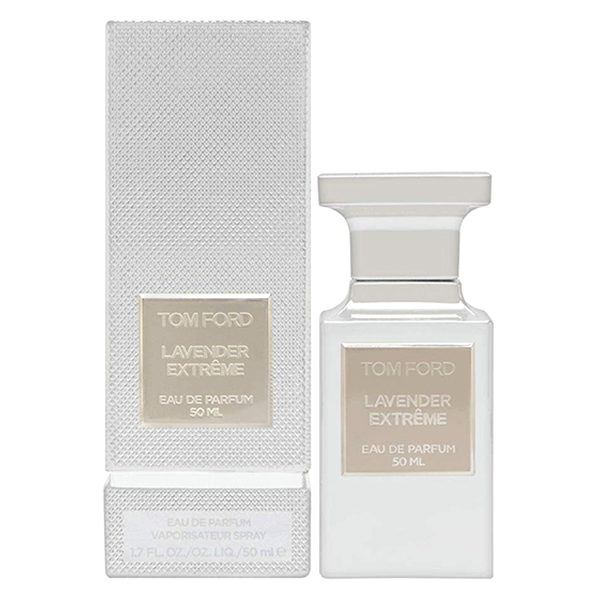 TOM FORD
LAVENDER
EXTRÊME
EAU DE PARFUM
50 ML
EAU DE PARFUM
VAPORISATEUR SPRAY
1.7 FL. OZ./OZ. LIQ./50 ml e
TOM FORD
LAVENDER
EXTRÊME
EAU DE PARFUM
50 ML